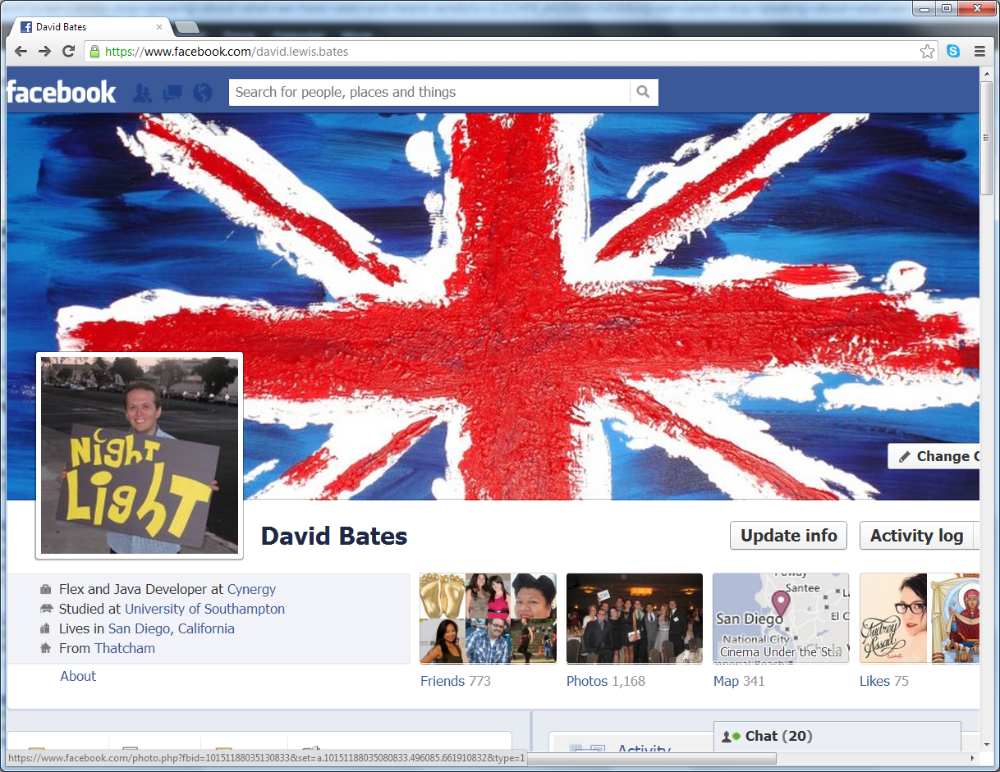 David Bates
https://www.facebook.com/david.lewis.bates
facebook
Search for people, places and things
Change C
Night
Light
David Bates
Update info
Activity log
Flex and Java Developer at Cynergy
Studied at University of Southampton
Lives in San Diego, California
From Thatcham
About
Santee
San Diego
El C
National City
Cinema Under the St...
Audrey
Assad
heart
Friends 773
Photos 1,168
Map 341
Likes 75
Chat (20)
Activity
https://www.facebook.com/photo.php?fbid=10151188035130833&set=a.10151188035080833.496085.661910832&type=1